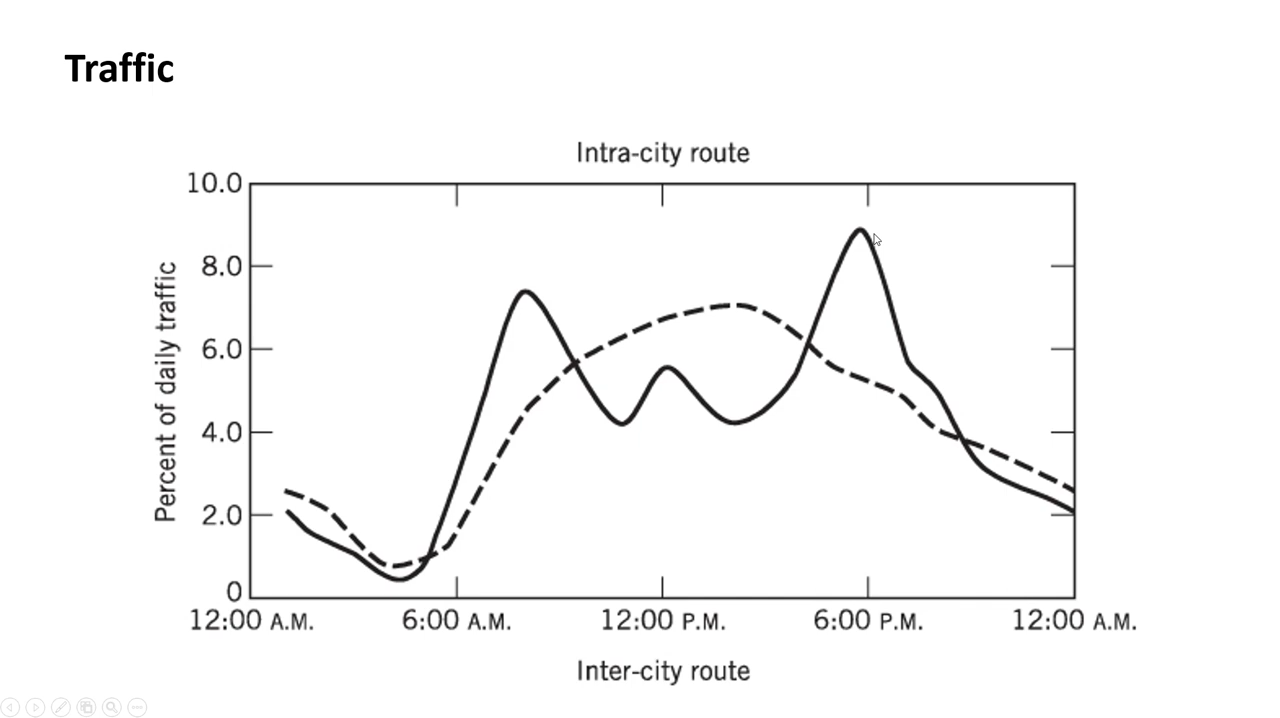 Traffic
Intra-city route
10.0
8.0
6.0
4.0
2.0
0
Percent of daily traffic
12:00 A.M. 6:00 A.M. 12:00 P.M. 6:00 P.M. 12:00 A.M.
Inter-city route